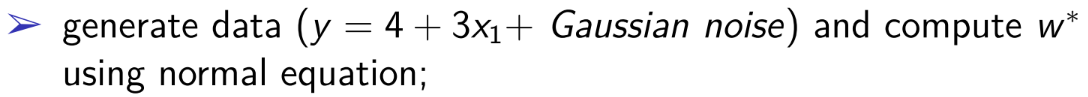 ➢ generate data (y = 4 + 3x₁+ Gaussian noise) and compute w*
using normal equation;